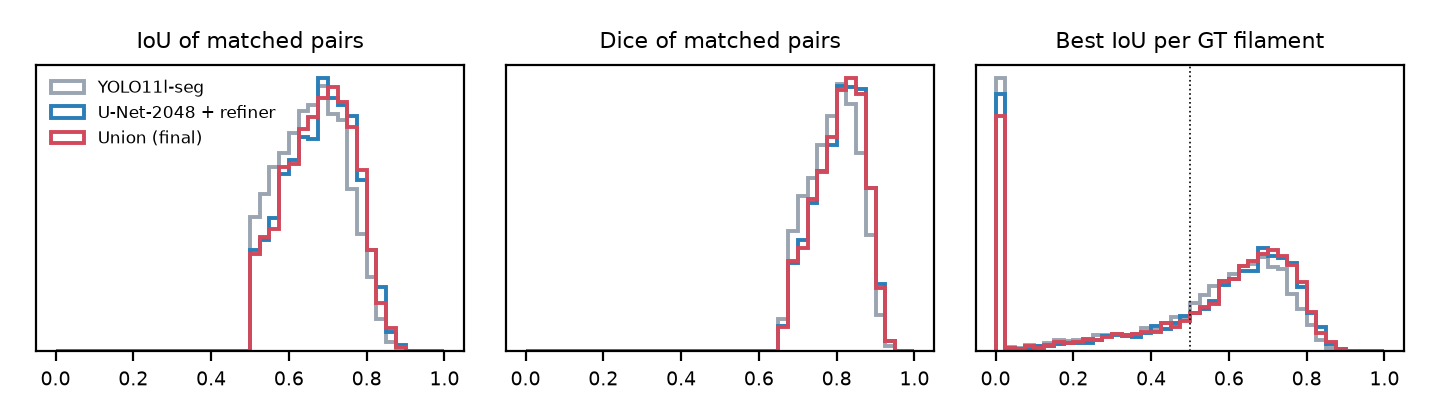 IoU of matched pairs
YOLO11l-seg
U-Net-2048 + refiner
Union (final)
0.0 0.2 0.4 0.6 0.8 1.0
Dice of matched pairs
0.0 0.2 0.4 0.6 0.8 1.0
Best IoU per GT filament
0.0 0.2 0.4 0.6 0.8 1.0